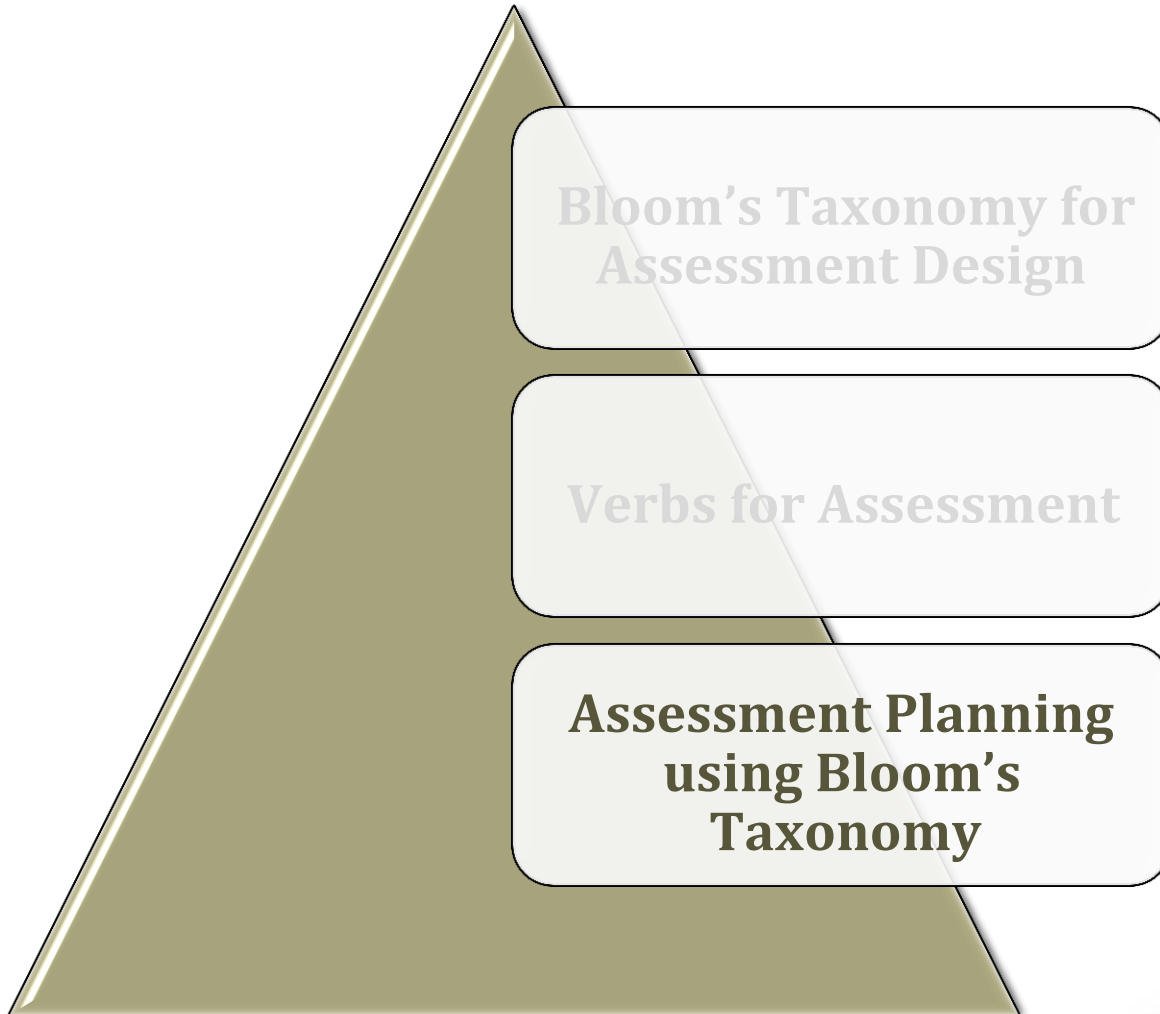 Bloom’s Taxonomy for
Assessment Design
Verbs for Assessment
Assessment Planning
using Bloom’s
Taxonomy